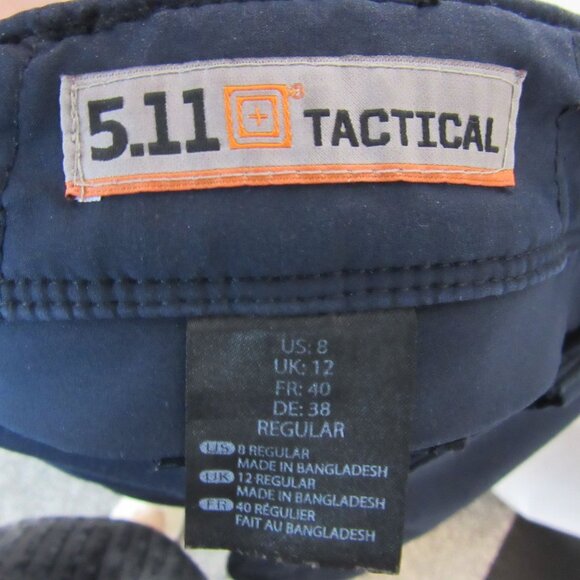 5.11® TACTICAL
US: 8
UK: 12
FR: 40
DE: 38
REGULAR
US 8 REGULAR
MADE IN BANGLADESH
UK 12 REGULAR
MADE IN BANGLADESH
FR 40 RÉGULIER
FAIT AU BANGLADESH